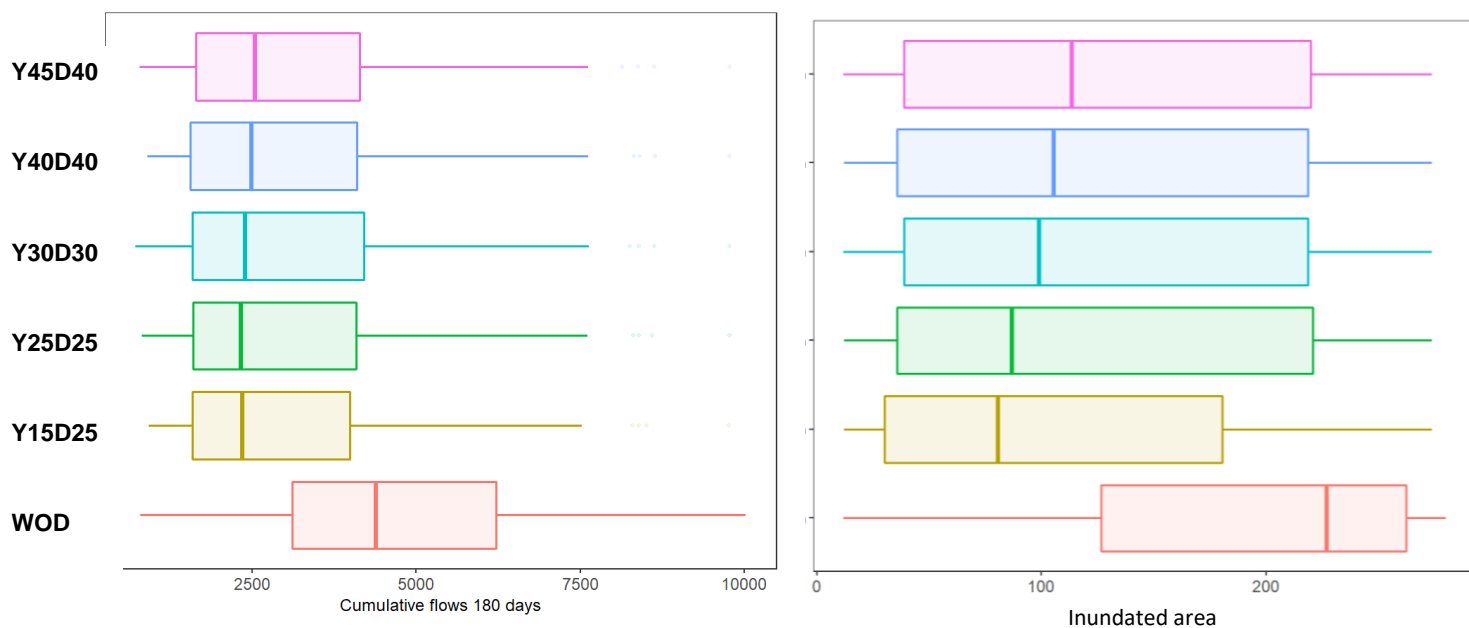 Y45D40
Y40D40
Y30D30
Y25D25
Y15D25
WOD
2500 5000 7500 10000
Cumulative flows 180 days
0 100 200
Inundated area